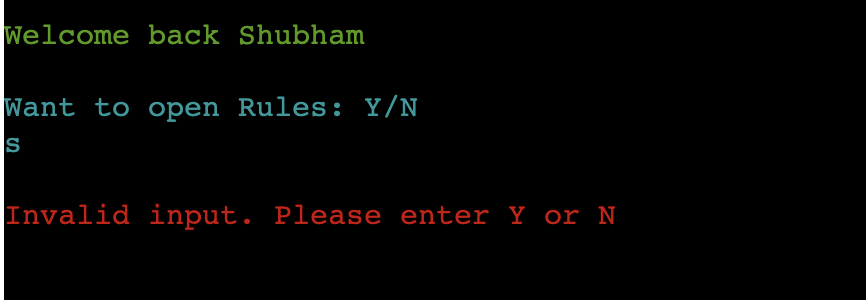 Welcome back Shubham
Want to open Rules: Y/N
s
Invalid input. Please enter Y or N